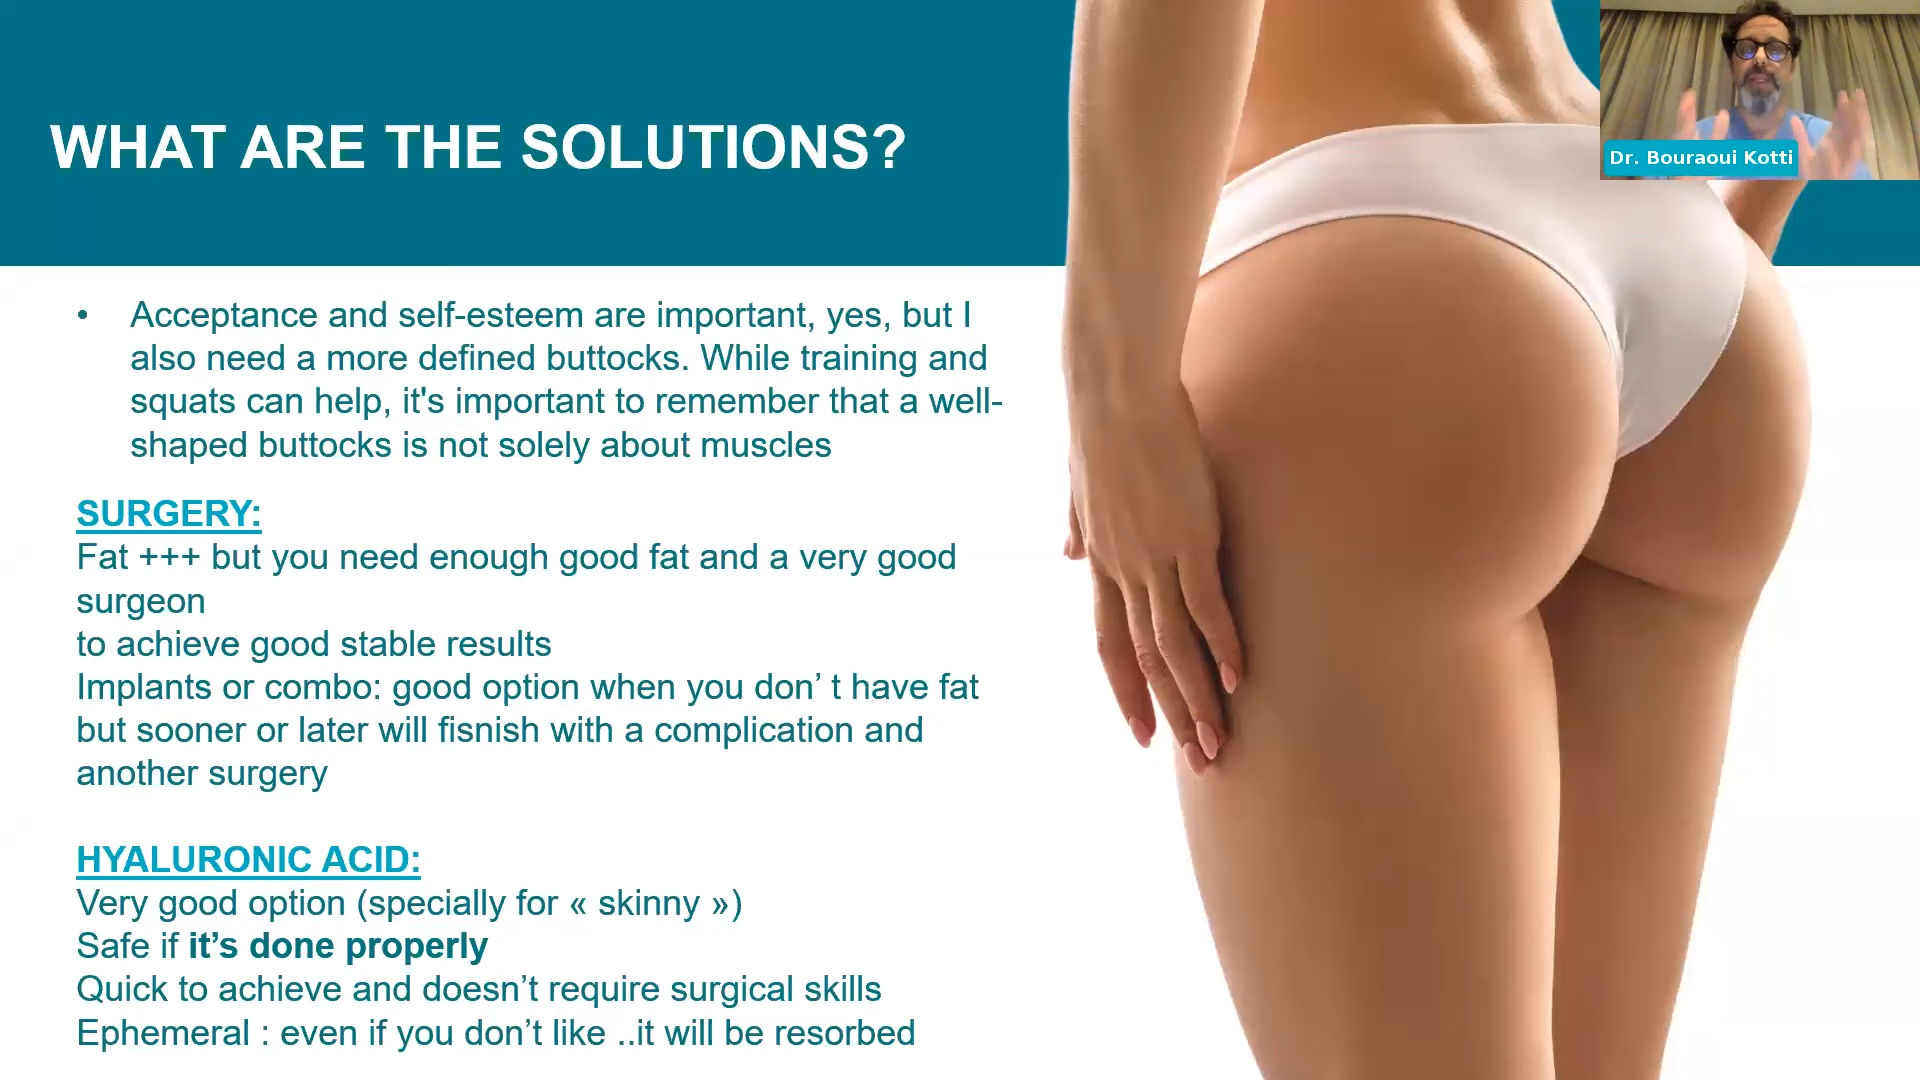 WHAT ARE THE SOLUTIONS?
Dr. Bouraoui Kotti
• Acceptance and self-esteem are important, yes, but I
also need a more defined buttocks. While training and
squats can help, it's important to remember that a well-
shaped buttocks is not solely about muscles
SURGERY:
Fat +++ but you need enough good fat and a very good
surgeon
to achieve good stable results
Implants or combo: good option when you don’ t have fat
but sooner or later will fisnish with a complication and
another surgery
HYALURONIC ACID:
Very good option (specially for « skinny »)
Safe if it’s done properly
Quick to achieve and doesn’t require surgical skills
Ephemeral : even if you don’t like ..it will be resorbed